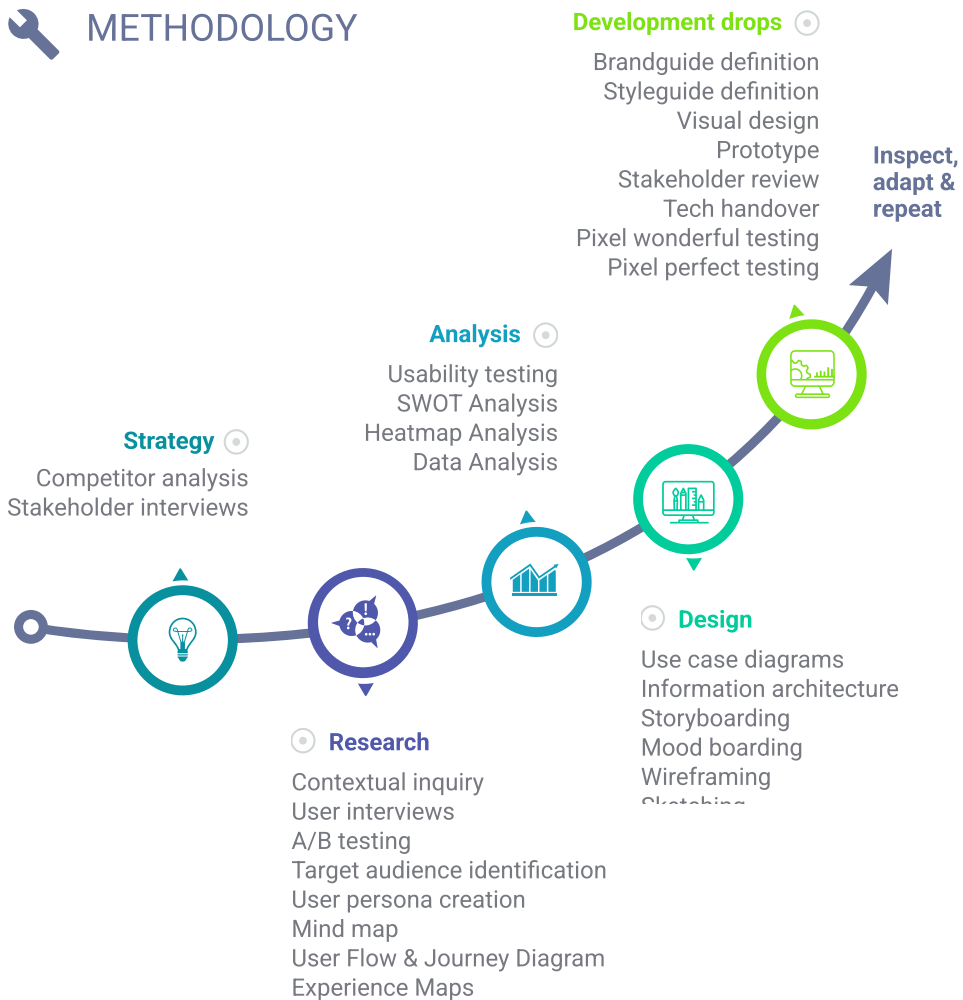 METHODOLOGY
Development drops
Brandguide definition
Styleguide definition
Visual design
Prototype
Stakeholder review
Tech handover
Pixel wonderful testing
Pixel perfect testing
Inspect,
adapt &
repeat
Analysis
Usability testing
SWOT Analysis
Heatmap Analysis
Data Analysis
Strategy
Competitor analysis
Stakeholder interviews
Design
Use case diagrams
Information architecture
Storyboarding
Mood boarding
Wireframing
Sketching
Research
Contextual inquiry
User interviews
A/B testing
Target audience identification
User persona creation
Mind map
User Flow & Journey Diagram
Experience Maps